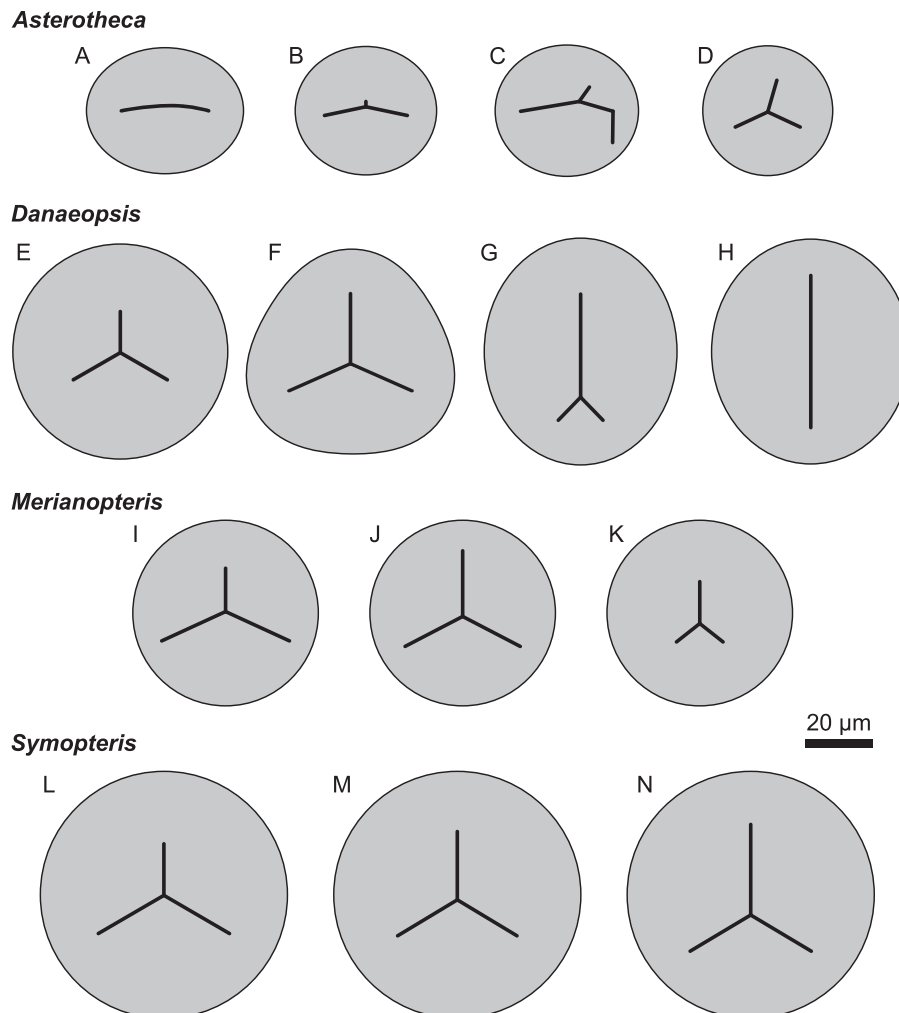 Asterotheca
A B C D
Danaeopsis
E F G H
Merianopteris
I J K
20 µm
Symopteris
L M N